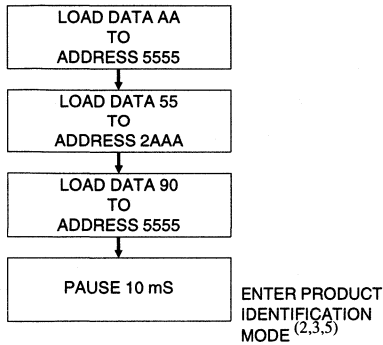 LOAD DATA AA
TO
ADDRESS 5555
LOAD DATA 55
TO
ADDRESS 2AAA
LOAD DATA 90
TO
ADDRESS 5555
PAUSE 10 mS
ENTER PRODUCT
IDENTIFICATION
MODE (2,3,5)